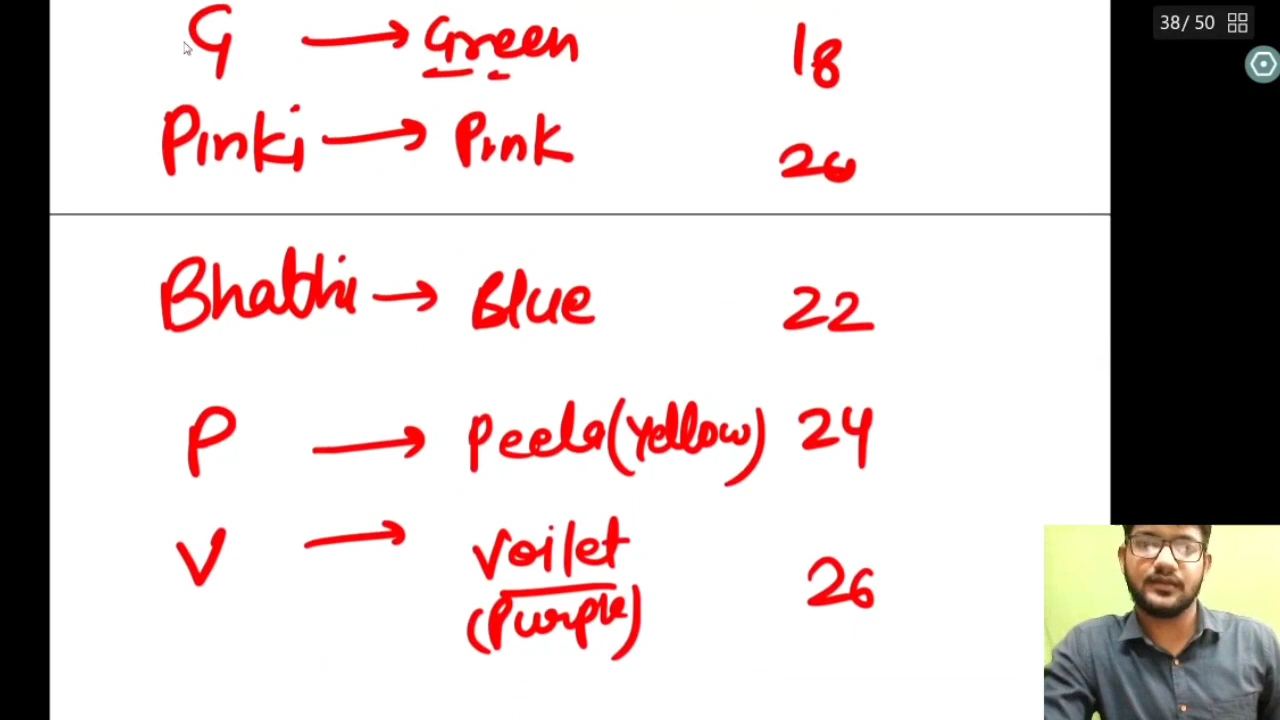 38/ 50
G → Green 18
Pinki → Pink 20
Bhabhi → Blue 22
P → Peela (Yellow) 24
V → Voilet 26
(Purple)